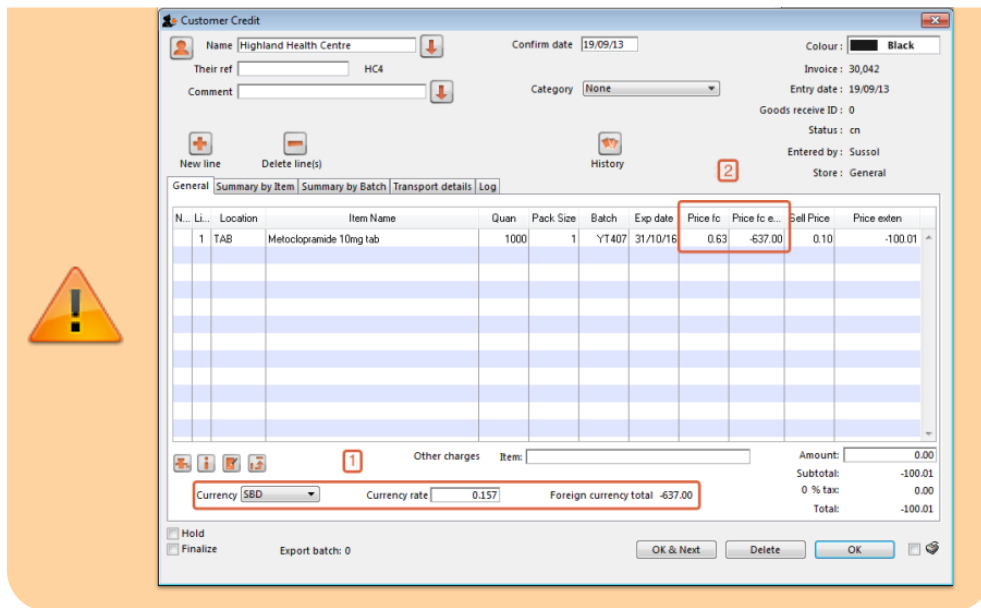 Customer Credit
Name Highland Health Centre Confirm date 19/09/13 Colour: Black
Their ref HC4 Invoice: 30,042
Comment Category None Entry date: 19/09/13
Goods receive ID: 0
Status: cn
New line Delete line(s) History Entered by: Sussol
2 Store: General
General Summary by Item Summary by Batch Transport details Log
N... Li... Location Item Name Quan Pack Size Batch Exp date Price fc Price fc e... Sell Price Price exten
1 TAB Metoclopramide 10mg tab 1000 1 YT407 31/10/16 0.63 -637.00 0.10 -100.01
1 Other charges Item: Amount: 0.00
Subtotal: -100.01
Currency SBD Currency rate 0.157 Foreign currency total -637.00 0 % tax: 0.00
Total: -100.01
Hold
Finalize Export batch: 0 OK & Next Delete OK